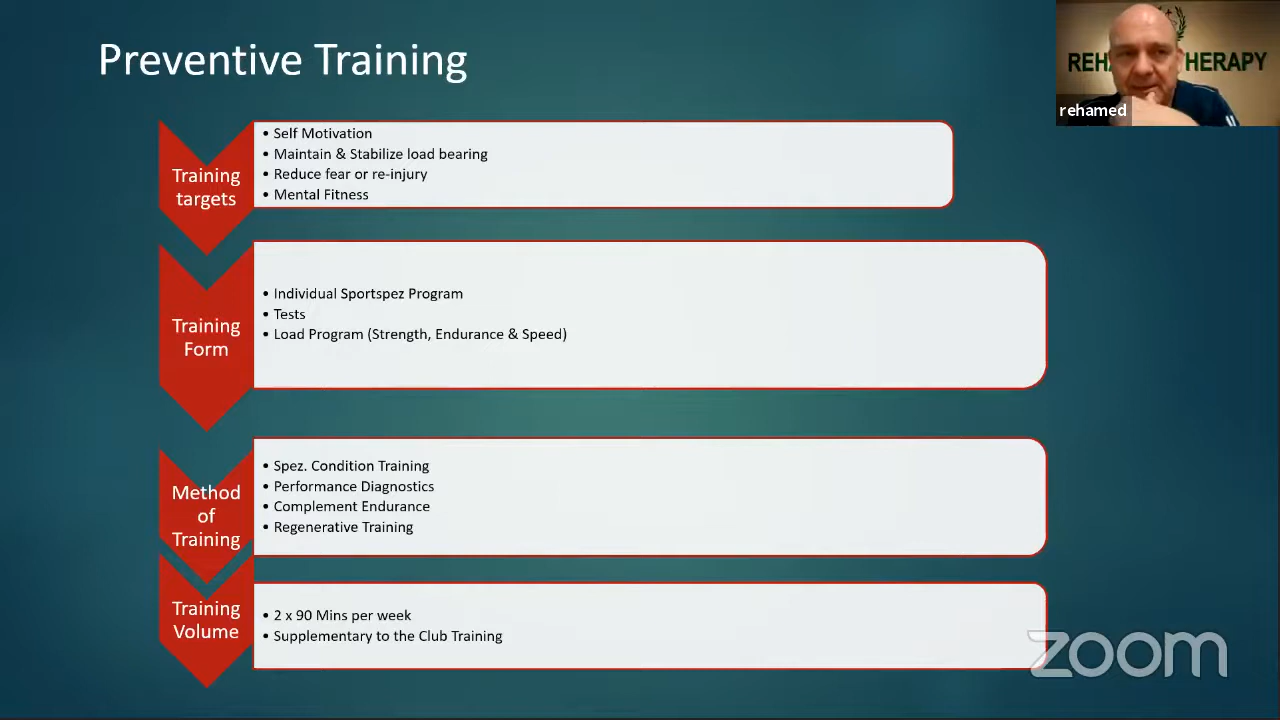 Preventive Training
REHA HERAPY
rehamed
Training
targets
• Self Motivation
• Maintain & Stabilize load bearing
• Reduce fear or re-injury
• Mental Fitness
Training
Form
• Individual Sportspez Program
• Tests
• Load Program (Strength, Endurance & Speed)
Method
of
Training
• Spez. Condition Training
• Performance Diagnostics
• Complement Endurance
• Regenerative Training
Training
Volume
• 2 x 90 Mins per week
• Supplementary to the Club Training
zoom